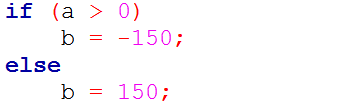 if (a > 0)
    b = -150;
else
    b = 150;